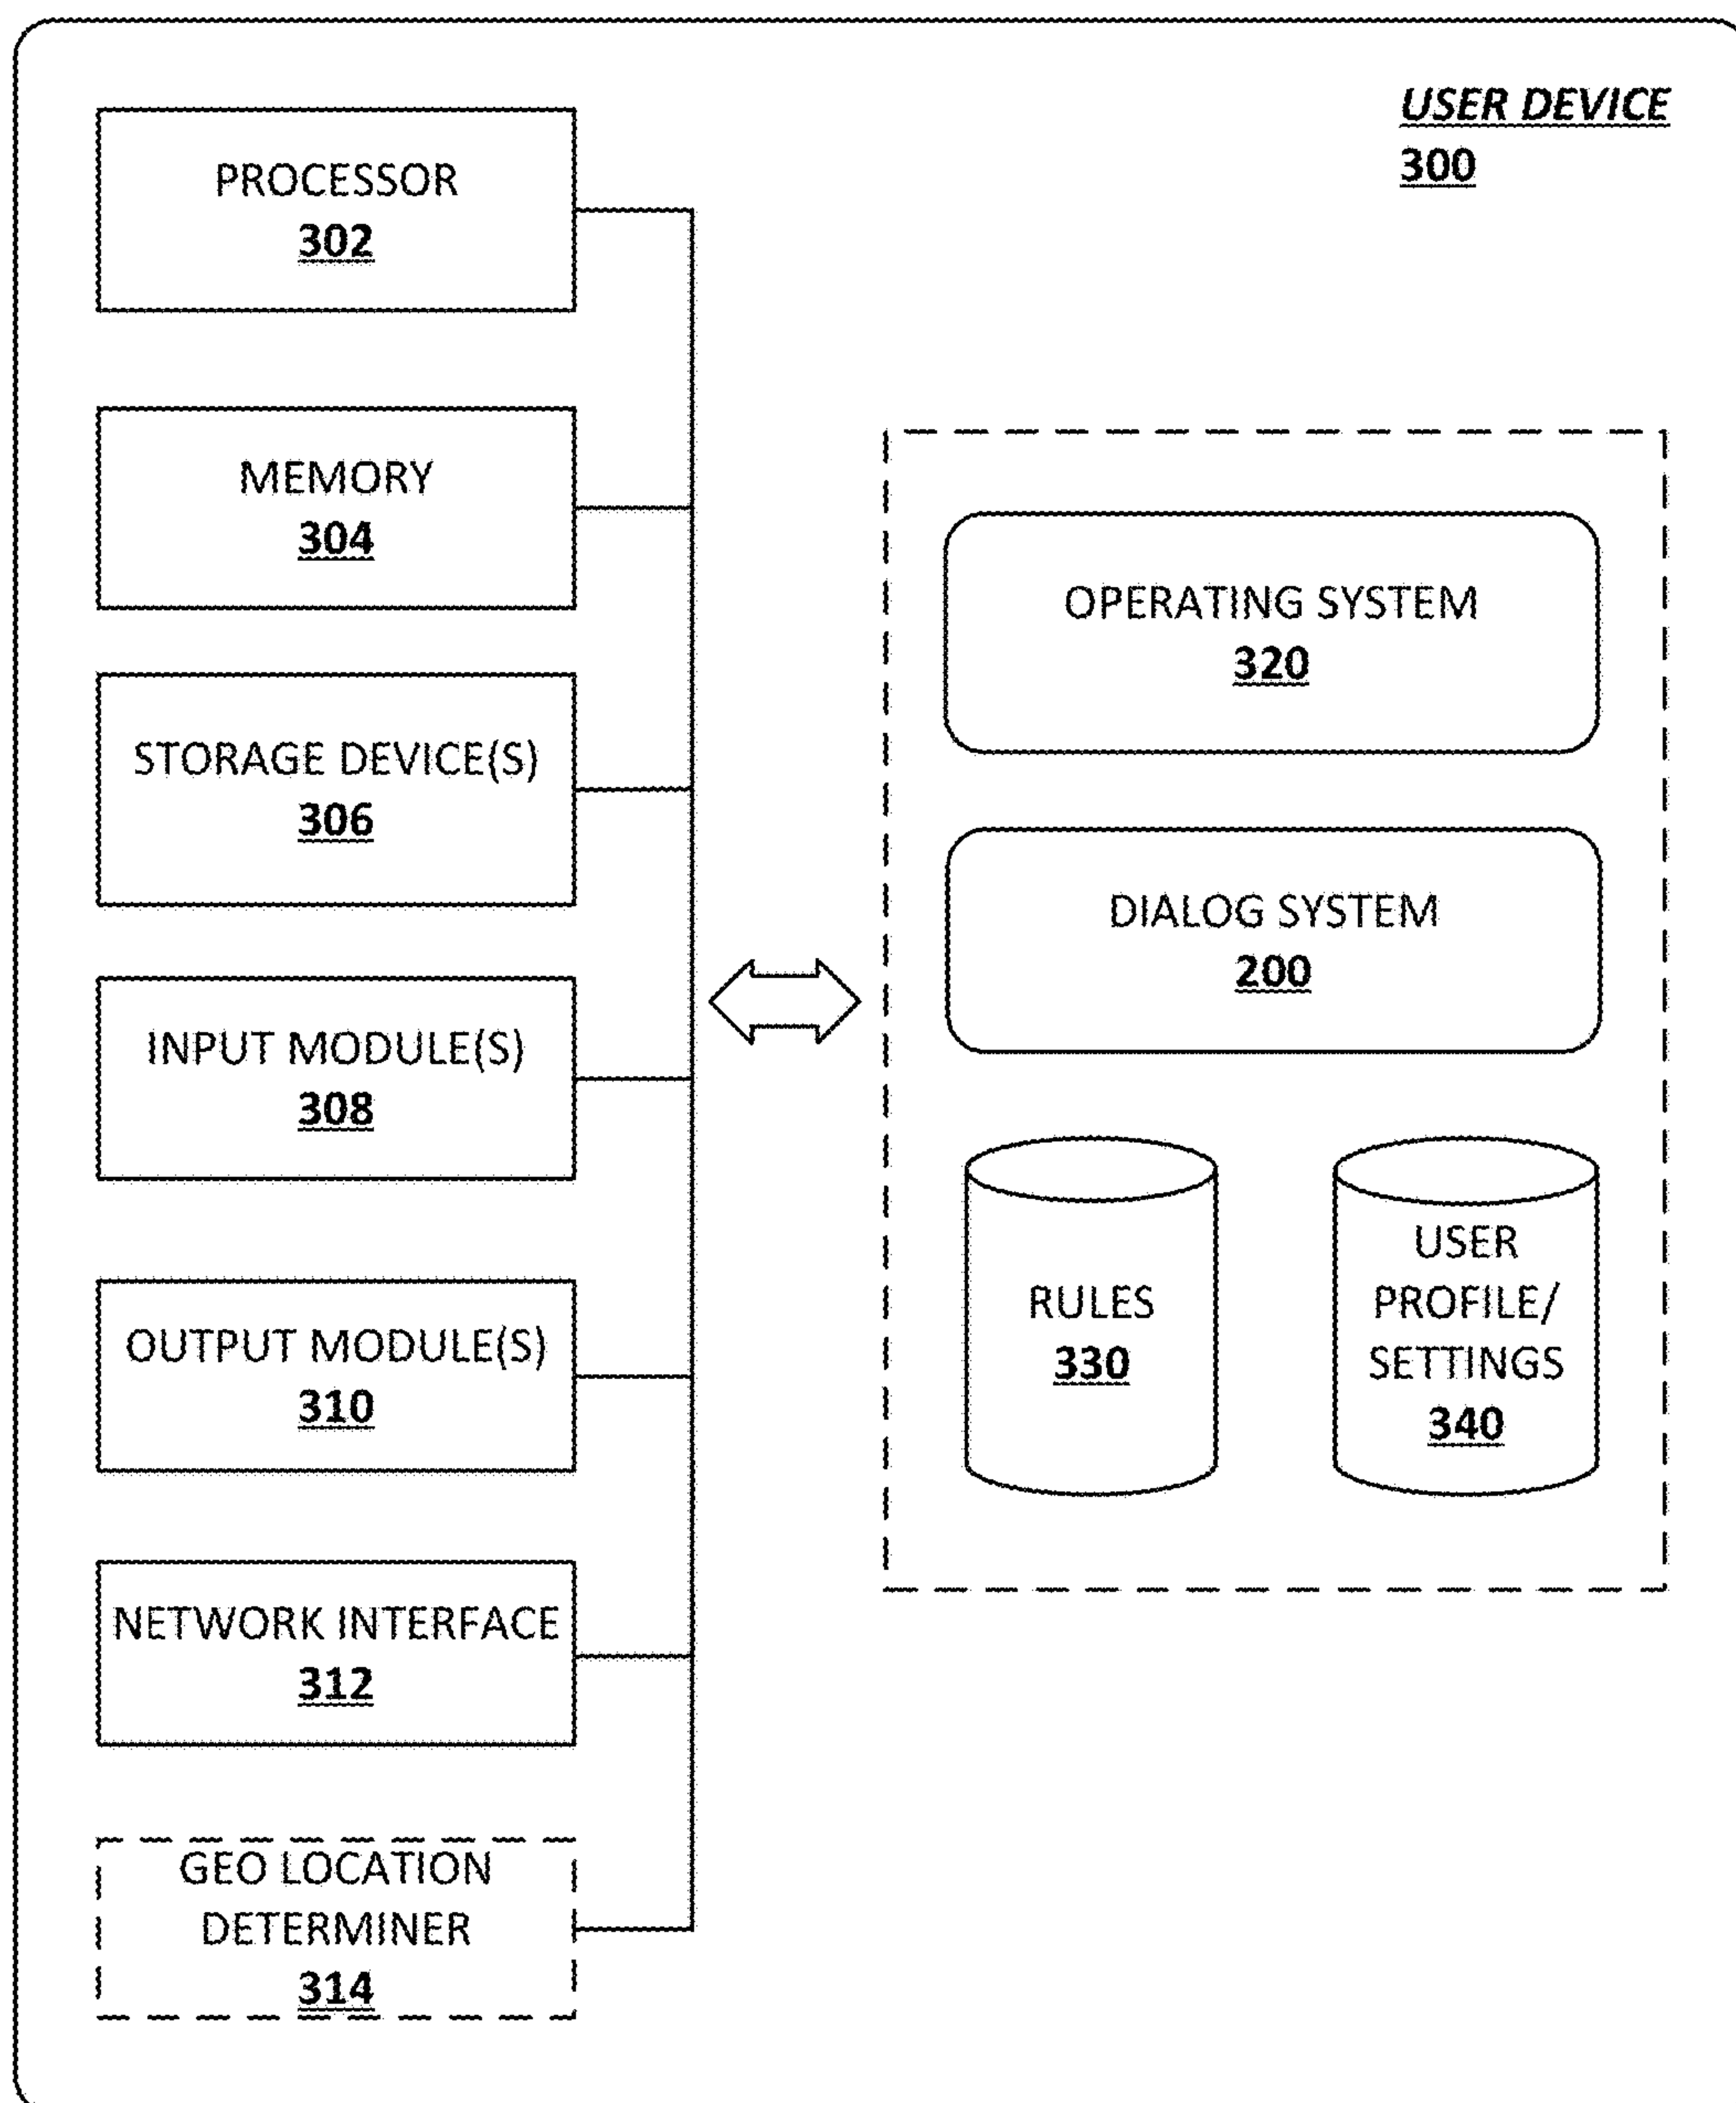 USER DEVICE
300
PROCESSOR
302
MEMORY
304
STORAGE DEVICE(S)
306
INPUT MODULE(S)
308
OUTPUT MODULE(S)
310
NETWORK INTERFACE
312
GEO LOCATION
DETERMINER
314
OPERATING SYSTEM
320
DIALOG SYSTEM
200
RULES
330
USER
PROFILE/
SETTINGS
340